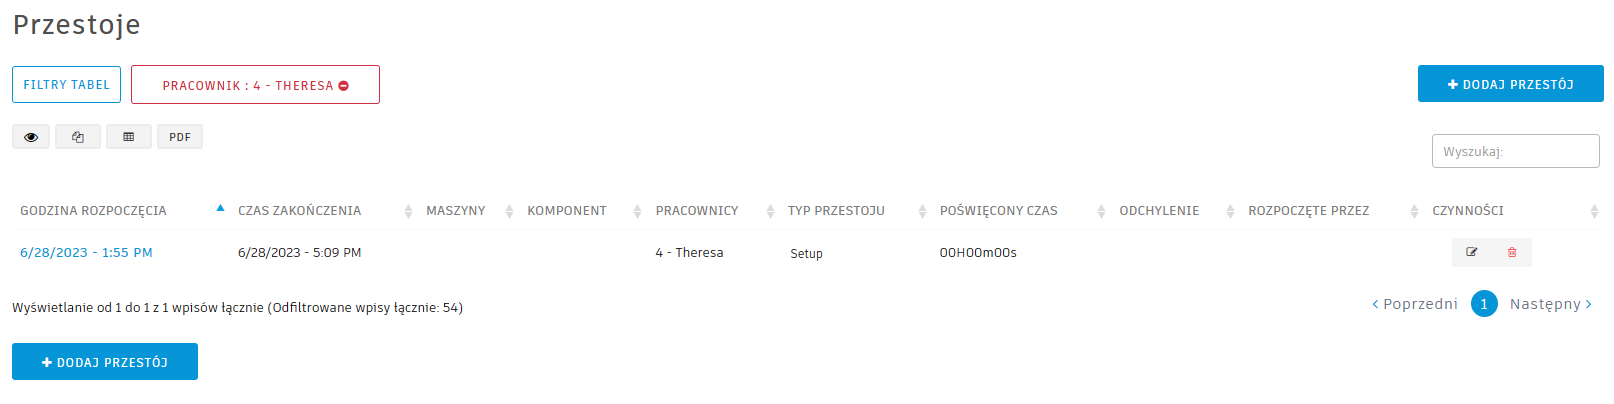 Przestoje
FILTRY TABEL
PRACOWNIK : 4 - THERESA
DODAJ PRZESTÓJ
PDF
Wyszukaj:
GODZINA ROZPOCZĘCIA CZAS ZAKOŃCZENIA MASZYNY KOMPONENT PRACOWNICY TYP PRZESTOJU POŚWIĘCONY CZAS ODCHYLENIE ROZPOCZĘTE PRZEZ CZYNNOŚCI
6/28/2023 - 1:55 PM 6/28/2023 - 5:09 PM 4 - Theresa Setup 00H00m00s
Wyświetlanie od 1 do 1 z 1 wpisów łącznie (Odfiltrowane wpisy łącznie: 54)
Poprzedni 1 Następny
DODAJ PRZESTÓJ